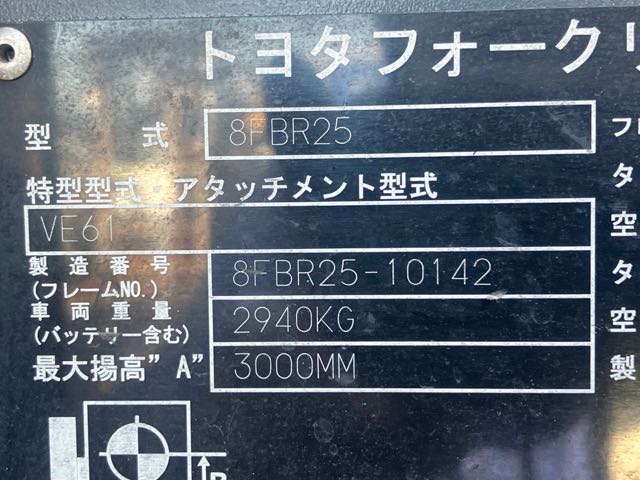 トヨタフォークリ
型 式 8FBR25 フロ
特型型式・アタッチメント型式 タ
VE61 空
製造番号 8FBR25-10142 タ
(フレームNO.)
車両重量 2940KG 空
(バッテリー含む)
最大揚高"A" 3000MM 製